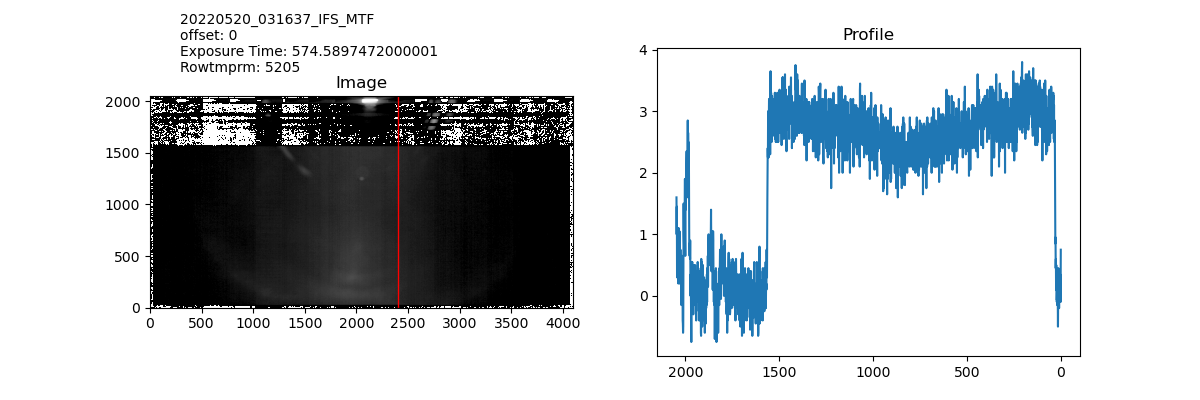 20220520_031637_IFS_MTF
offset: 0
Exposure Time: 574.5897472000001
Rowtmprm: 5205
Image
2000
1500
1000
500
0
0 500 1000 1500 2000 2500 3000 3500 4000
Profile
4
3
2
1
0
2000 1500 1000 500 0